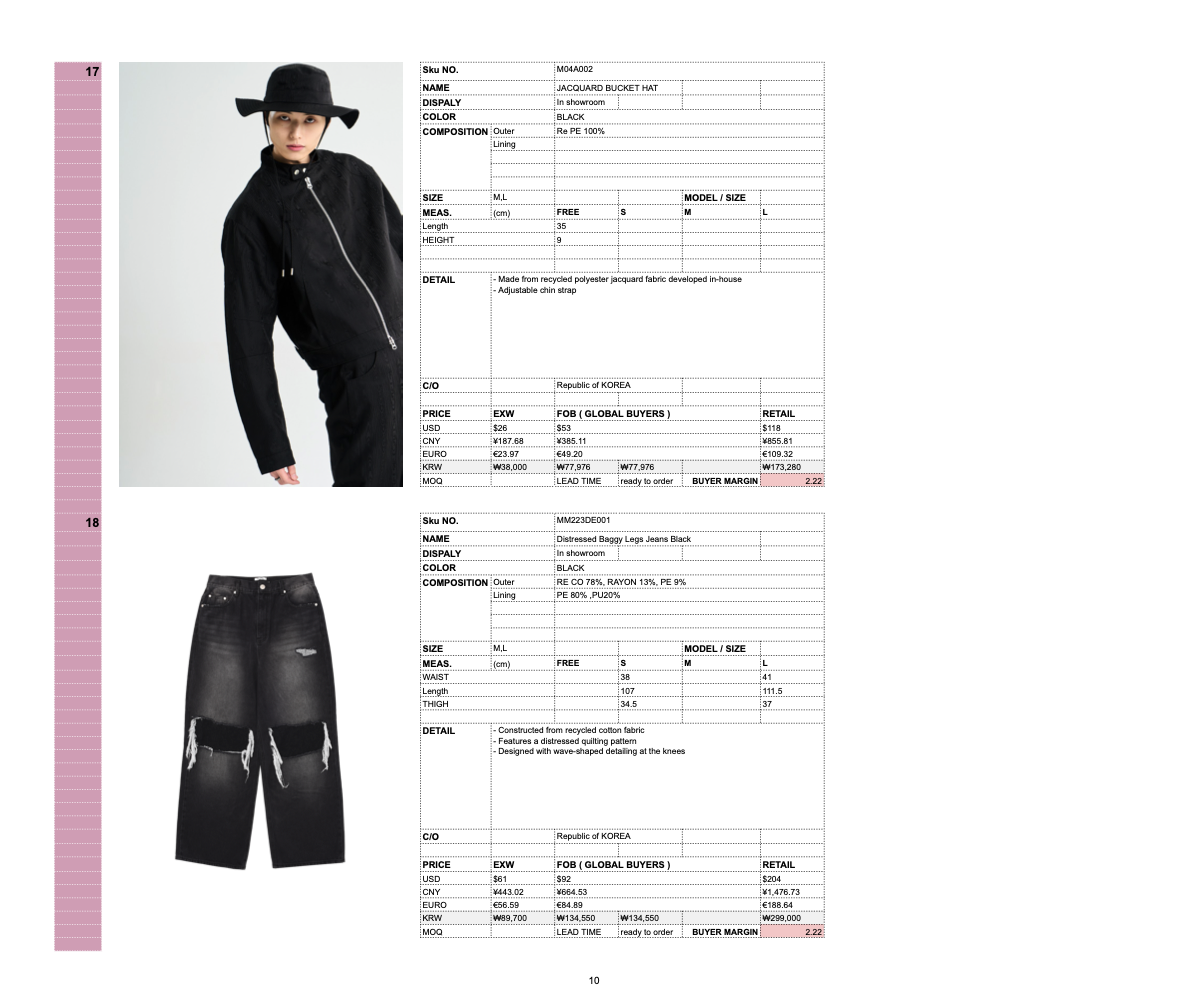 17
Sku NO. M04A002
NAME JACQUARD BUCKET HAT
DISPALY In showroom
COLOR BLACK
COMPOSITION Outer Re PE 100%
Lining
SIZE M,L MODEL / SIZE
MEAS. (cm) FREE S M L
Length 35
HEIGHT 9
DETAIL - Made from recycled polyester jacquard fabric developed in-house
- Adjustable chin strap
C/O Republic of KOREA
PRICE EXW FOB ( GLOBAL BUYERS ) RETAIL
USD $26 $53 $118
CNY ¥187.68 ¥385.11 ¥855.81
EURO €23.97 €49.20 €109.32
KRW ₩38,000 ₩77,976 ₩77,976 ₩173,280
MOQ LEAD TIME ready to order BUYER MARGIN 2.22
18
Sku NO. MM223DE001
NAME Distressed Baggy Legs Jeans Black
DISPALY In showroom
COLOR BLACK
COMPOSITION Outer RE CO 78%, RAYON 13%, PE 9%
Lining PE 80% ,PU20%
SIZE M,L MODEL / SIZE
MEAS. (cm) FREE S M L
WAIST 38 41
Length 107 111.5
THIGH 34.5 37
DETAIL - Constructed from recycled cotton fabric
- Features a distressed quilting pattern
- Designed with wave-shaped detailing at the knees
C/O Republic of KOREA
PRICE EXW FOB ( GLOBAL BUYERS ) RETAIL
USD $61 $92 $204
CNY ¥443.02 ¥664.53 ¥1,476.73
EURO €56.59 €84.89 €188.64
KRW ₩89,700 ₩134,550 ₩134,550 ₩299,000
MOQ LEAD TIME ready to order BUYER MARGIN 2.22
10